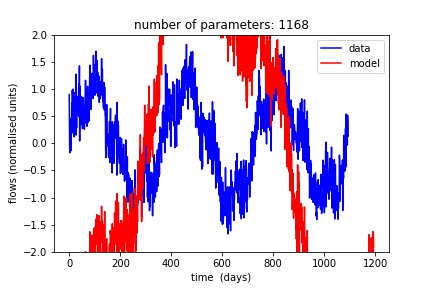 number of parameters: 1168
data
model
flows (normalised units)
2.0
1.5
1.0
0.5
0.0
−0.5
−1.0
−1.5
−2.0
0 200 400 600 800 1000 1200
time (days)